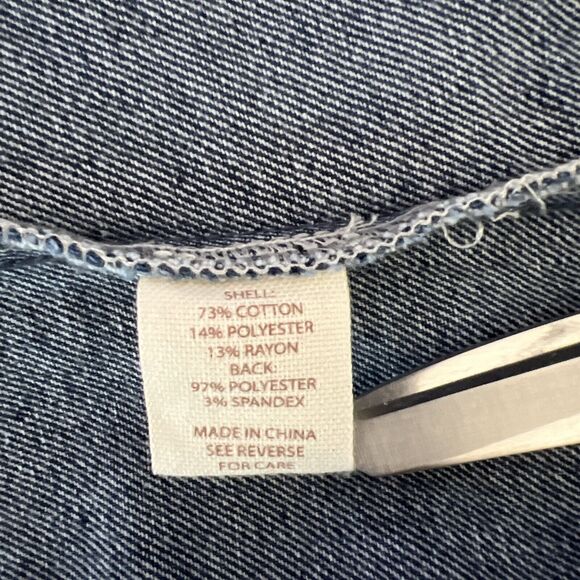 SHELL:
73% COTTON
14% POLYESTER
13% RAYON
BACK:
97% POLYESTER
3% SPANDEX
MADE IN CHINA
SEE REVERSE
FOR CARE